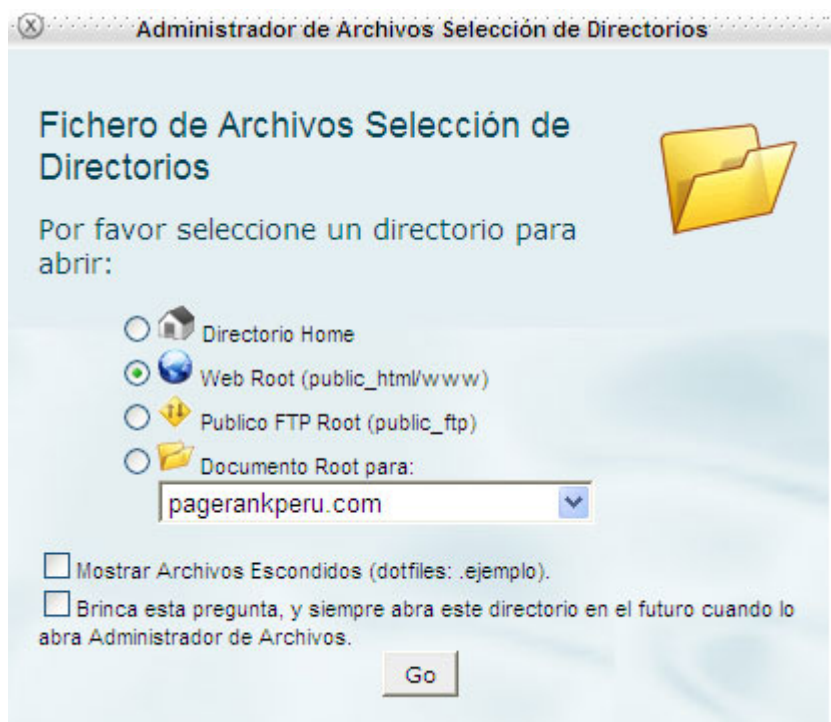 Administrador de Archivos Selección de Directorios
Fichero de Archivos Selección de
Directorios
Por favor seleccione un directorio para
abrir:
Directorio Home
Web Root (public_html/www)
Publico FTP Root (public_ftp)
Documento Root para:
pagerankperu.com
Mostrar Archivos Escondidos (dotfiles: .ejemplo).
Brinca esta pregunta, y siempre abra este directorio en el futuro cuando lo
abra Administrador de Archivos.
Go